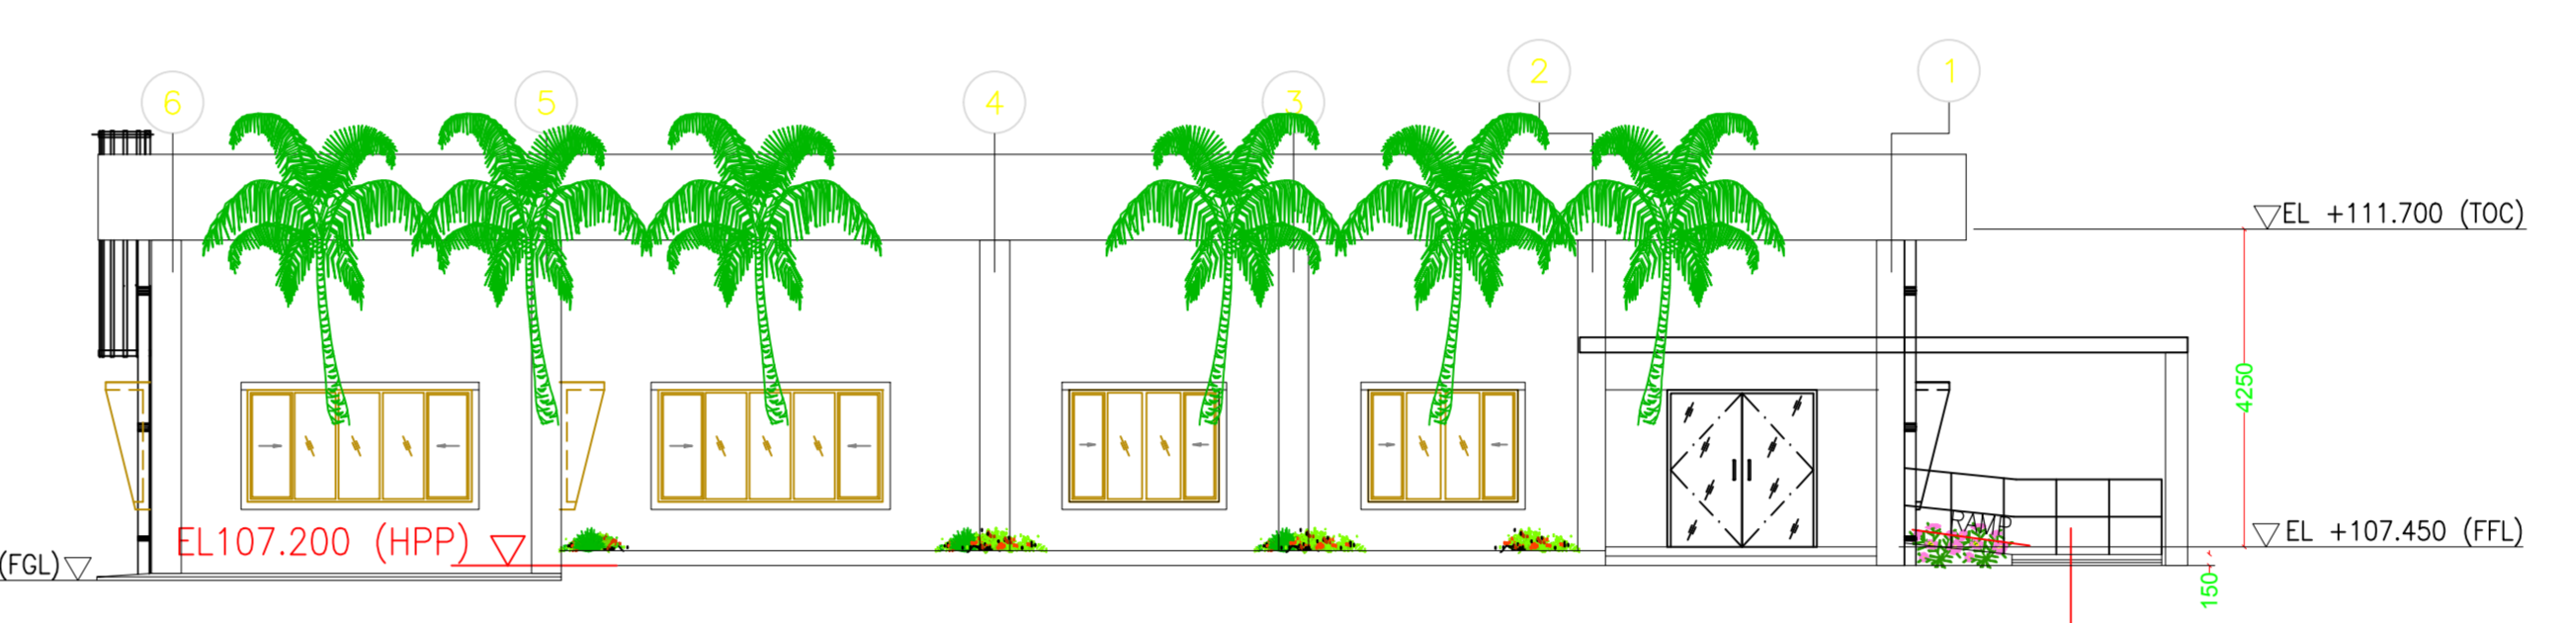 6
5
4
3
2
1
EL +111.700 (TOC)
4250
RAMP
EL107.200 (HPP)
EL +107.450 (FFL)
(FGL)
150